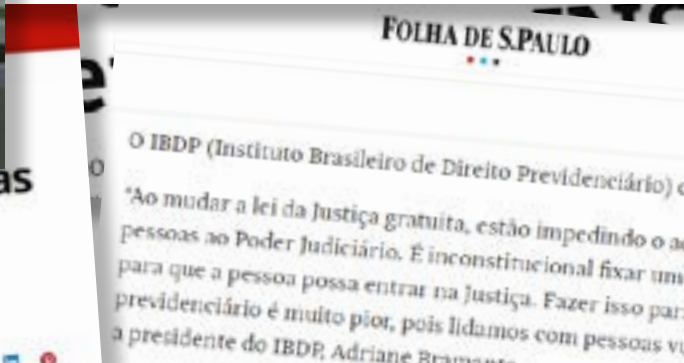 FOLHA DE S.PAULO
as
O IBDP (Instituto Brasileiro de Direito Previdenciário)
"Ao mudar a lei da Justiça gratuita, estão impedindo o
pessoas ao Poder Judiciário. É inconstitucional fixar um
para que a pessoa possa entrar na Justiça. Fazer isso
previdenciário é muito pior, pois lidamos com pessoas
a presidente do IBDP, Adriane